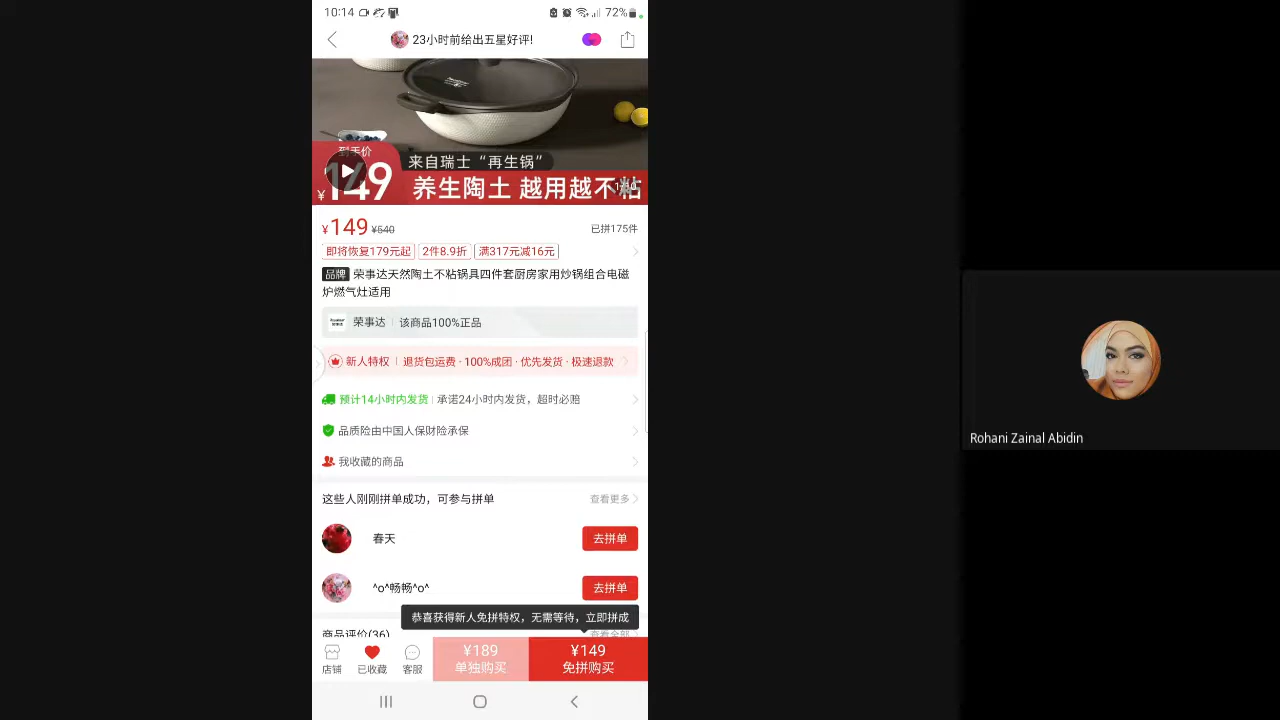 10:14
72%
23小时前给出五星好评!
到手价
¥149
来自瑞士“再生锅”
养生陶土 越用越不粘
1/10
¥149 ¥640
已拼175件
即将恢复179元起 2件8.9折 满317元减16元
品牌 荣事达天然陶土不粘锅具四件套厨房家用炒锅组合电磁
炉燃气灶适用
荣事达 该商品100%正品
新人特权 退货包运费 · 100%成团 · 优先发货 · 极速退款
预计14小时内发货 承诺24小时内发货，超时必赔
品质险由中国人保财险承保
我收藏的商品
这些人刚刚拼单成功，可参与拼单
查看更多
春天
去拼单
^o^畅畅^o^
去拼单
恭喜获得新人免拼特权，无需等待，立即拼成
商品评价(36)
查看全部
店铺
已收藏
客服
¥189
单独购买
¥149
免拼购买
Rohani Zainal Abidin